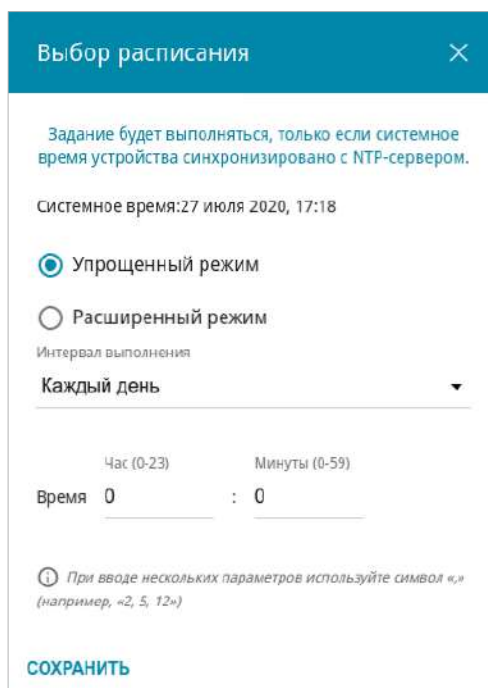 Выбор расписания
Задание будет выполняться, только если системное
время устройства синхронизировано с NTP-сервером.
Системное время:27 июля 2020, 17:18
Упрощенный режим
Расширенный режим
Интервал выполнения
Каждый день
Час (0-23) Минуты (0-59)
Время 0 : 0
При вводе нескольких параметров используйте символ «,»
(например, «2, 5, 12»)
СОХРАНИТЬ